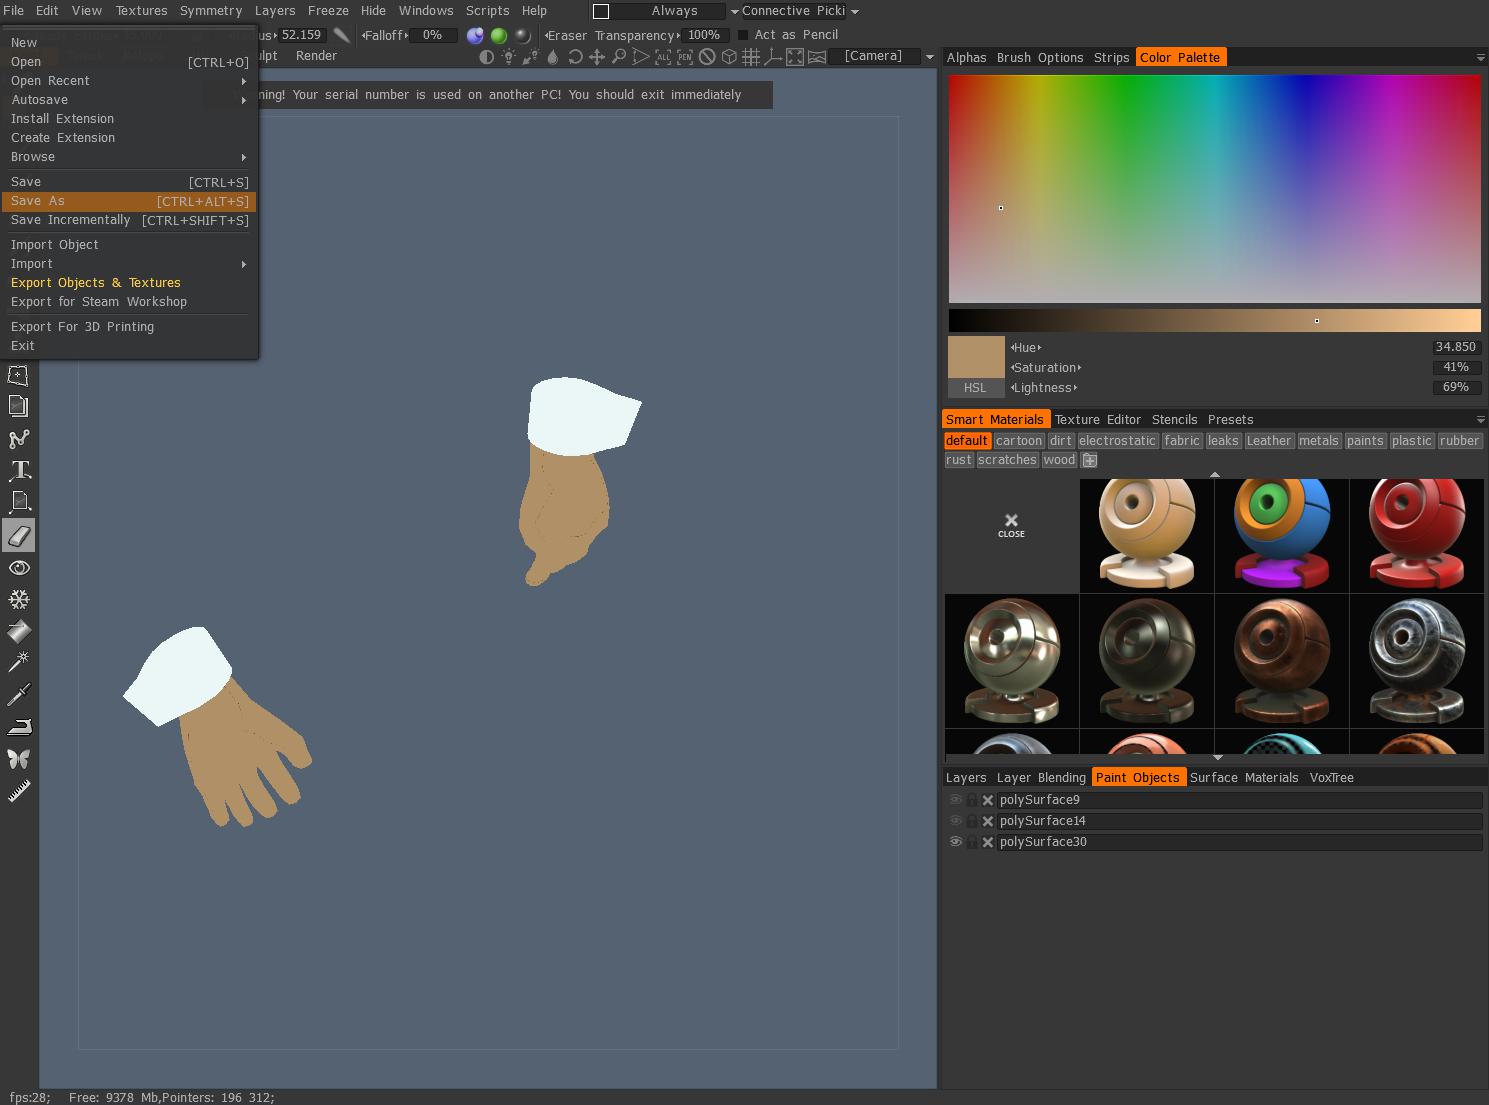 File Edit View Textures Symmetry Layers Freeze Hide Windows Scripts Help Always Connective Picki
52.159 Falloff 0% Eraser Transparency 100% Act as Pencil
Render [Camera]
New
Open [CTRL+O]
Open Recent
Autosave
Install Extension
Create Extension
Browse
Save [CTRL+S]
Save As [CTRL+ALT+S]
Save Incrementally [CTRL+SHIFT+S]
Import Object
Import
Export Objects & Textures
Export for Steam Workshop
Export For 3D Printing
Exit
Your serial number is used on another PC! You should exit immediately
Alphas Brush Options Strips Color Palette
Hue 34.850
Saturation 41%
HSL Lightness 69%
Smart Materials Texture Editor Stencils Presets
default cartoon dirt electrostatic fabric leaks Leather metals paints plastic rubber
rust scratches wood
CLOSE
Layers Layer Blending Paint Objects Surface Materials VoxTree
polySurface9
polySurface14
polySurface30
fps:28; Free: 9378 Mb,Pointers: 196 312;